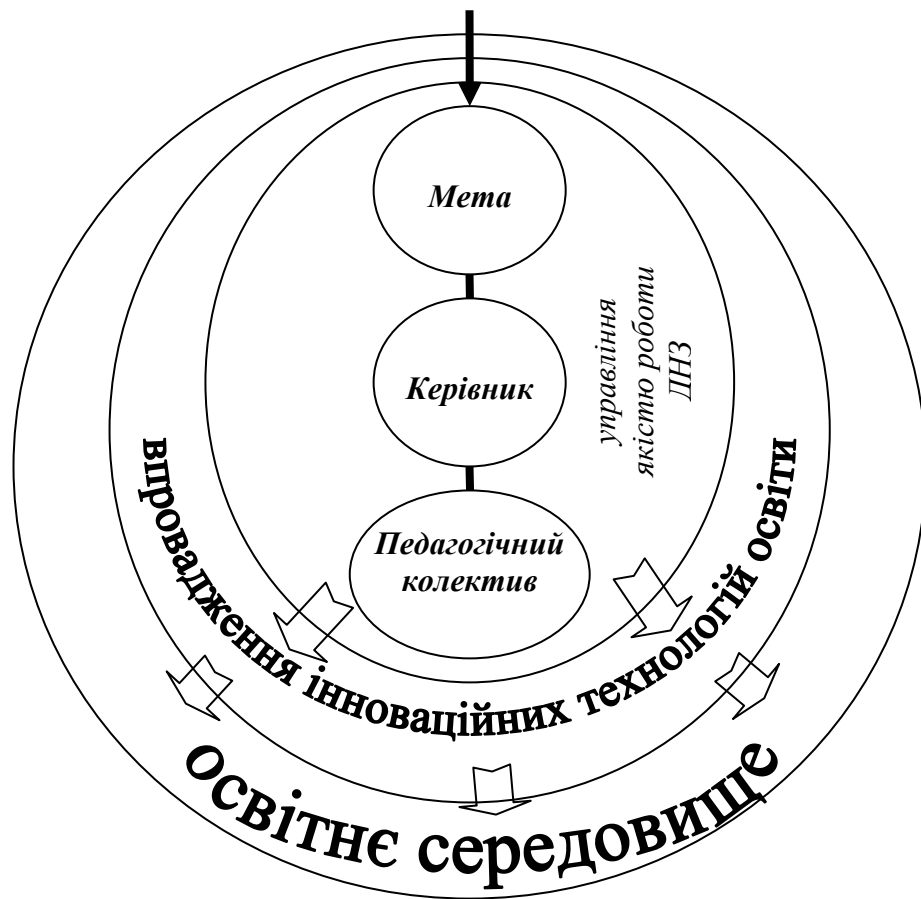 Мета
Керівник
Педагогічний
колектив
управління
якістю роботи
ДНЗ
впровадження інноваційних технологій освіти
освітнє середовище